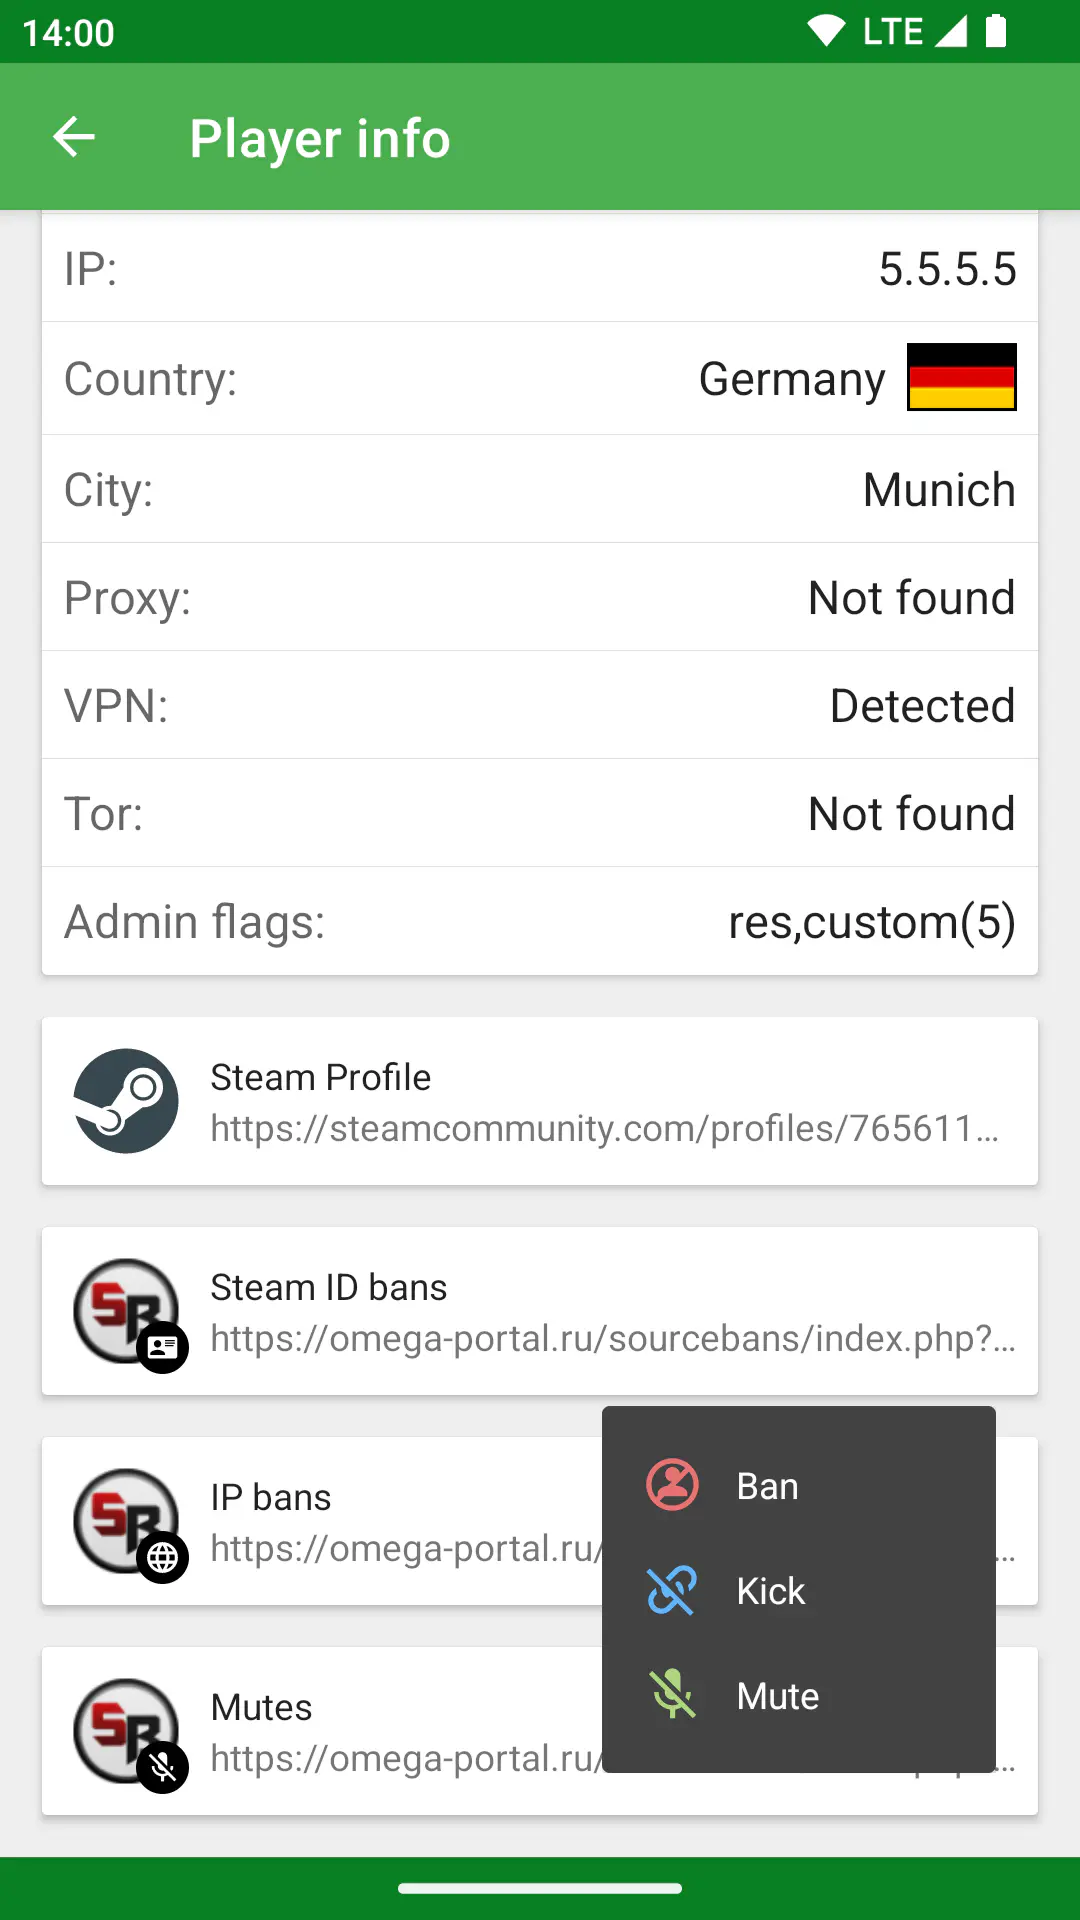 14:00 LTE
Player info
IP: 5.5.5.5
Country: Germany
City: Munich
Proxy: Not found
VPN: Detected
Tor: Not found
Admin flags: res,custom(5)
Steam Profile
https://steamcommunity.com/profiles/765611...
SB
Steam ID bans
https://omega-portal.ru/sourcebans/index.php?...
SB
IP bans
https://omega-portal.ru/ ...
SB
Mutes
https://omega-portal.ru/ ...
Ban
Kick
Mute